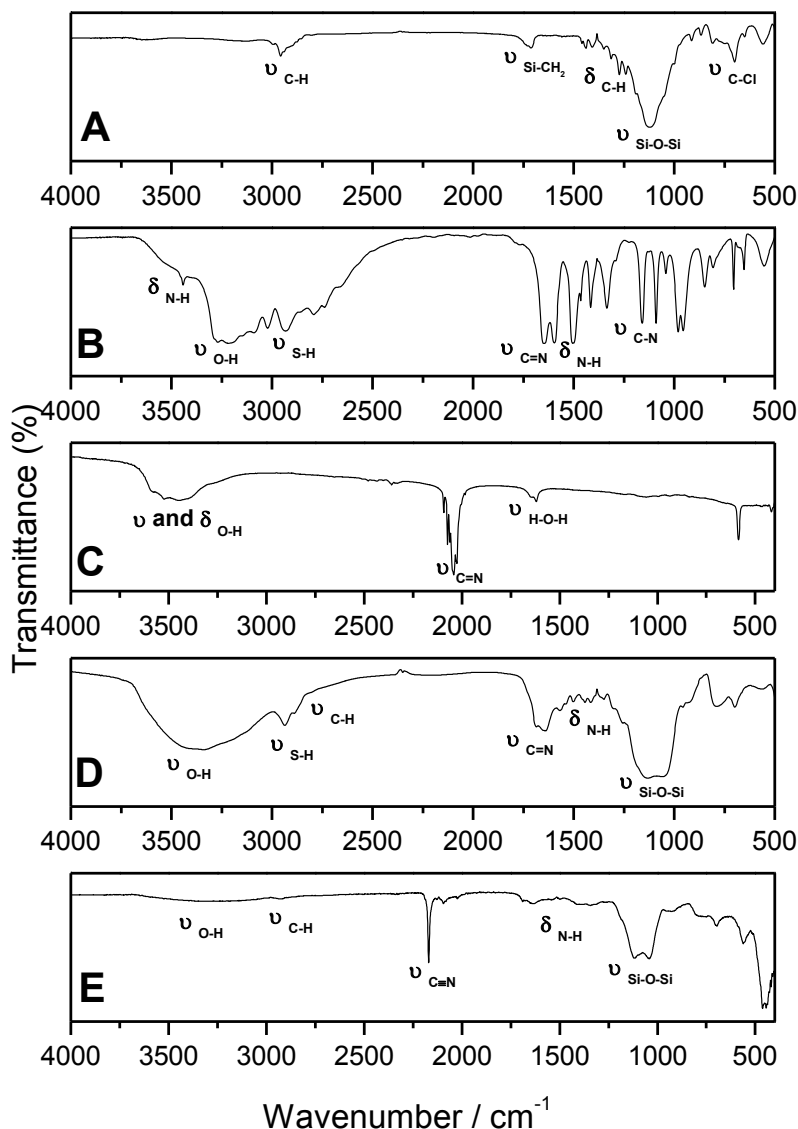 υ C-H
υ Si-CH₂
δ C-H
υ C-Cl
υ Si-O-Si
A
4000 3500 3000 2500 2000 1500 1000 500
δ N-H
υ O-H
υ S-H
υ C=N
δ N-H
υ C-N
B
4000 3500 3000 2500 2000 1500 1000 500
υ and δ O-H
υ H-O-H
υ C=N
C
4000 3500 3000 2500 2000 1500 1000 500
υ C-H
υ S-H
υ O-H
δ N-H
υ C=N
υ Si-O-Si
D
4000 3500 3000 2500 2000 1500 1000 500
υ O-H
υ C-H
δ N-H
υ C≡N
υ Si-O-Si
E
4000 3500 3000 2500 2000 1500 1000 500
Transmittance (%)
Wavenumber / cm⁻¹